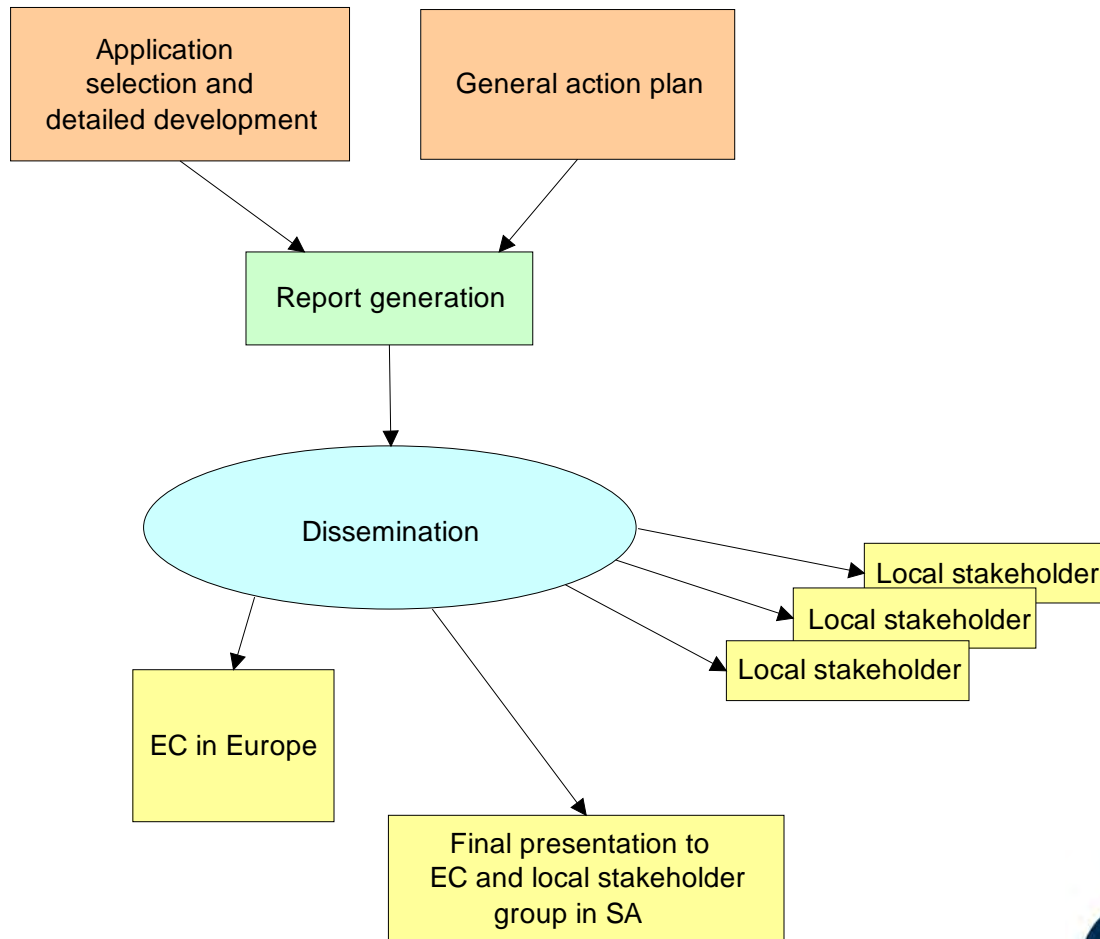 Application
selection and
detailed development
General action plan
Report generation
Dissemination
Local stakeholder
Local stakeholder
Local stakeholder
EC in Europe
Final presentation to
EC and local stakeholder
group in SA